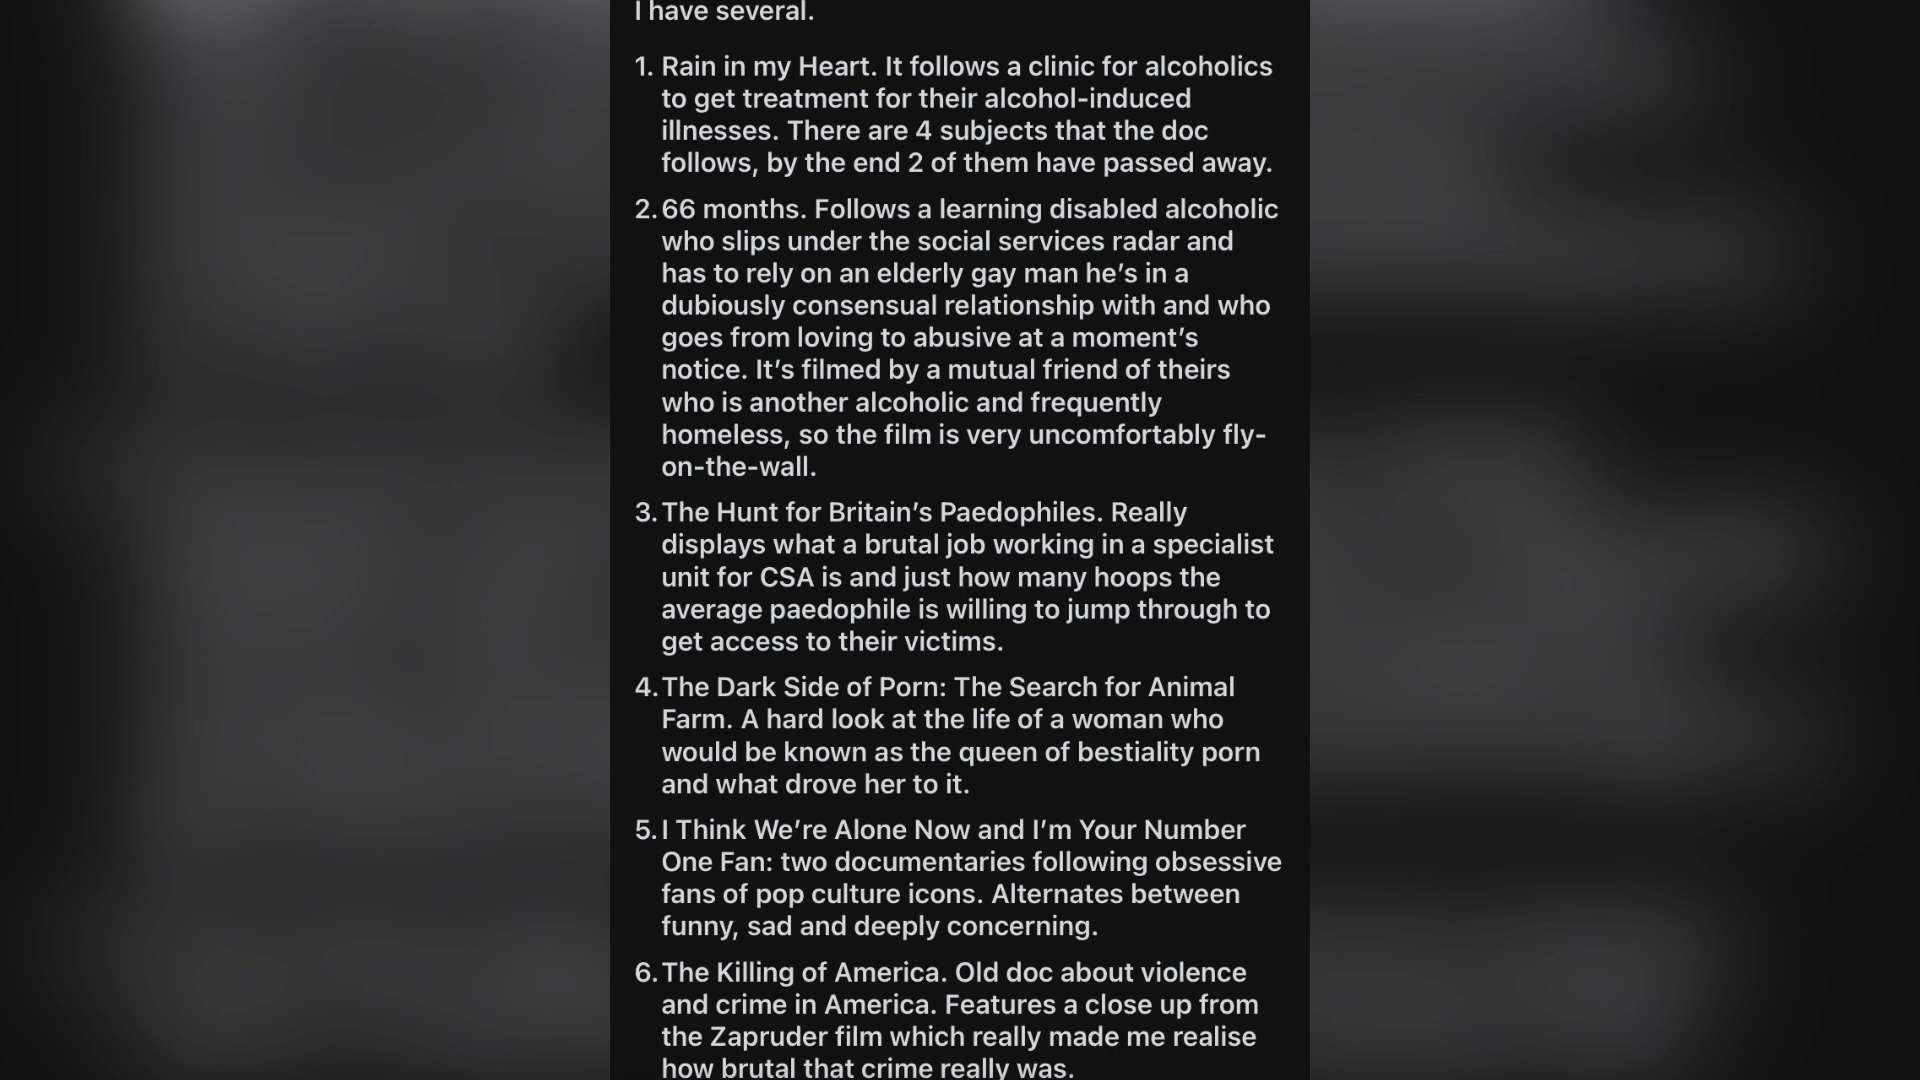 I have several.
1. Rain in my Heart. It follows a clinic for alcoholics
to get treatment for their alcohol-induced
illnesses. There are 4 subjects that the doc
follows, by the end 2 of them have passed away.
2. 66 months. Follows a learning disabled alcoholic
who slips under the social services radar and
has to rely on an elderly gay man he’s in a
dubiously consensual relationship with and who
goes from loving to abusive at a moment’s
notice. It’s filmed by a mutual friend of theirs
who is another alcoholic and frequently
homeless, so the film is very uncomfortably fly-
on-the-wall.
3. The Hunt for Britain’s Paedophiles. Really
displays what a brutal job working in a specialist
unit for CSA is and just how many hoops the
average paedophile is willing to jump through to
get access to their victims.
4. The Dark Side of Porn: The Search for Animal
Farm. A hard look at the life of a woman who
would be known as the queen of bestiality porn
and what drove her to it.
5. I Think We’re Alone Now and I’m Your Number
One Fan: two documentaries following obsessive
fans of pop culture icons. Alternates between
funny, sad and deeply concerning.
6. The Killing of America. Old doc about violence
and crime in America. Features a close up from
the Zapruder film which really made me realise
how brutal that crime really was.